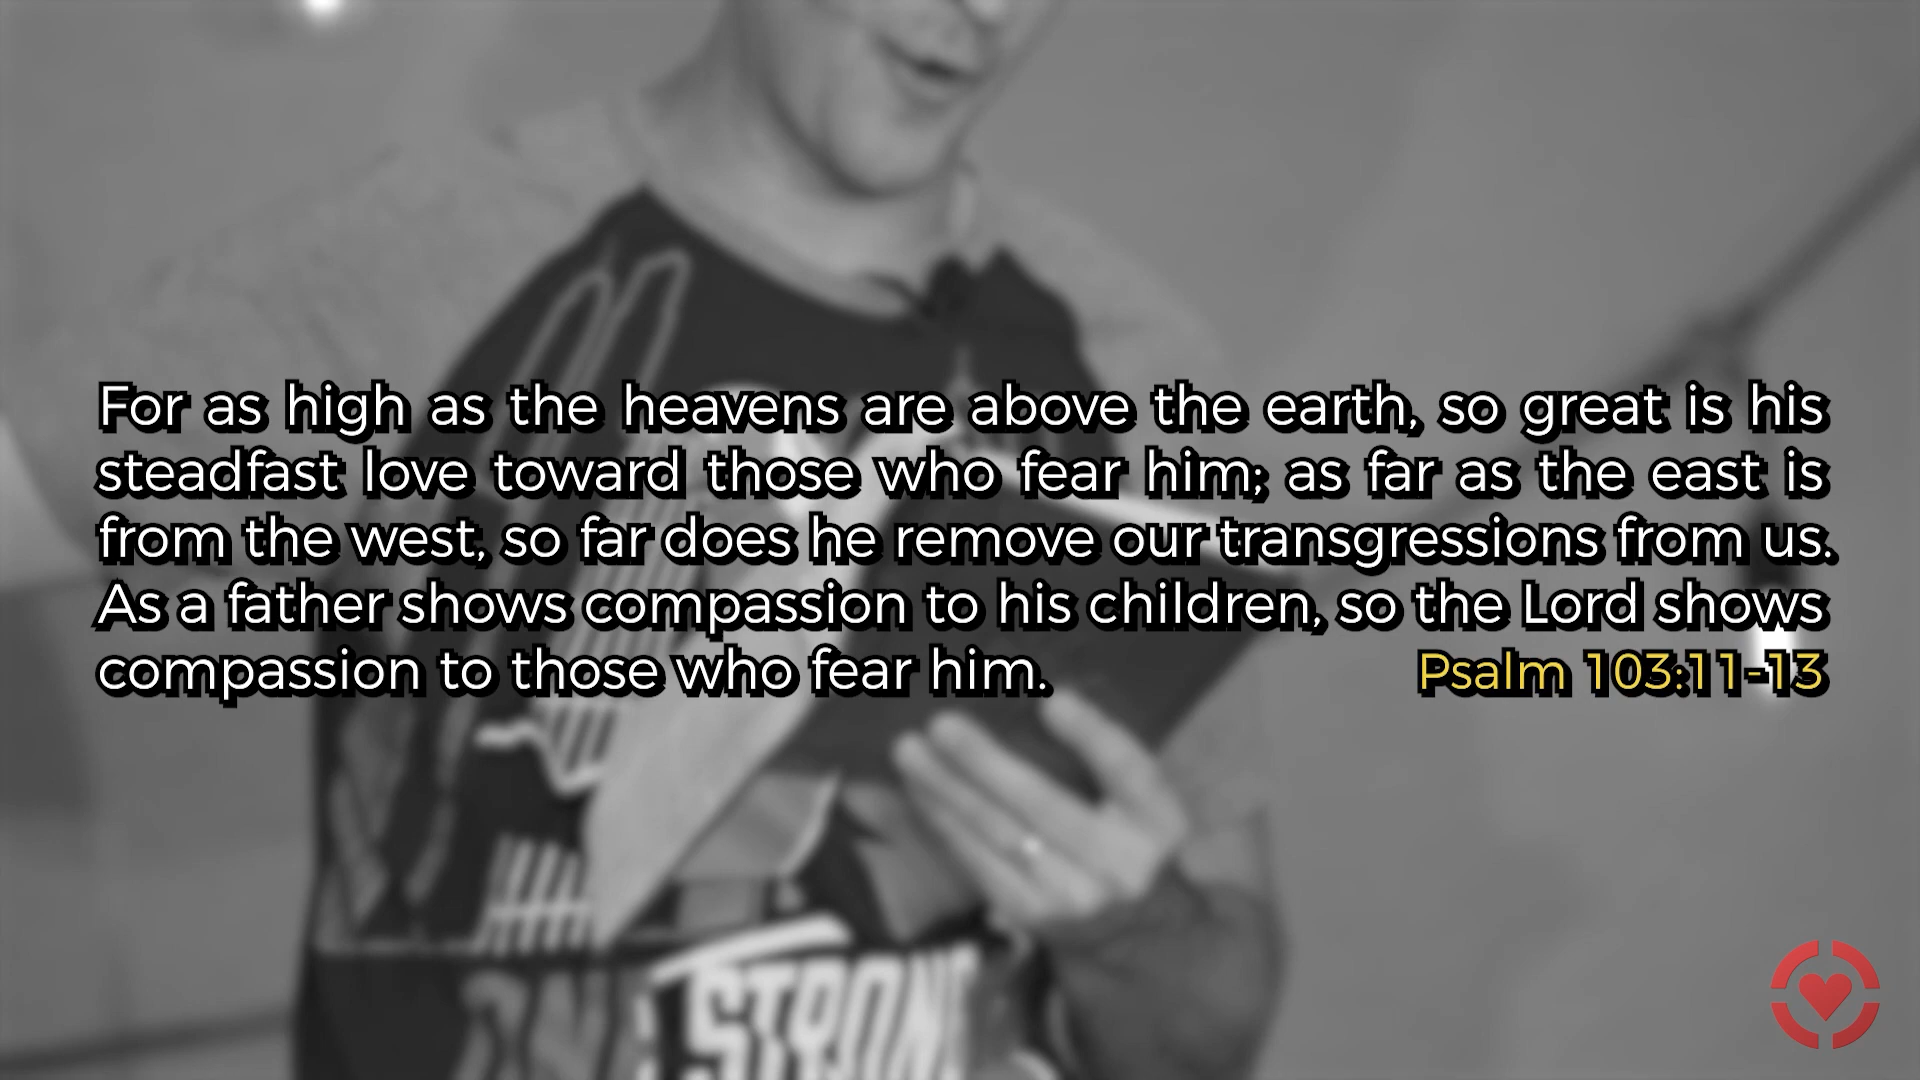 For as high as the heavens are above the earth, so great is his
steadfast love toward those who fear him; as far as the east is
from the west, so far does he remove our transgressions from us.
As a father shows compassion to his children, so the Lord shows
compassion to those who fear him. Psalm 103:11-13
STRONG